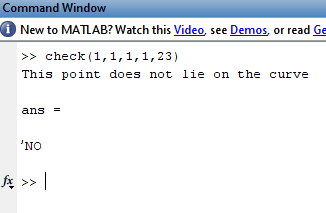 Command Window
New to MATLAB? Watch this Video, see Demos, or read Ge
>> check(1,1,1,1,23)
This point does not lie on the curve
ans =
'NO
fx >>